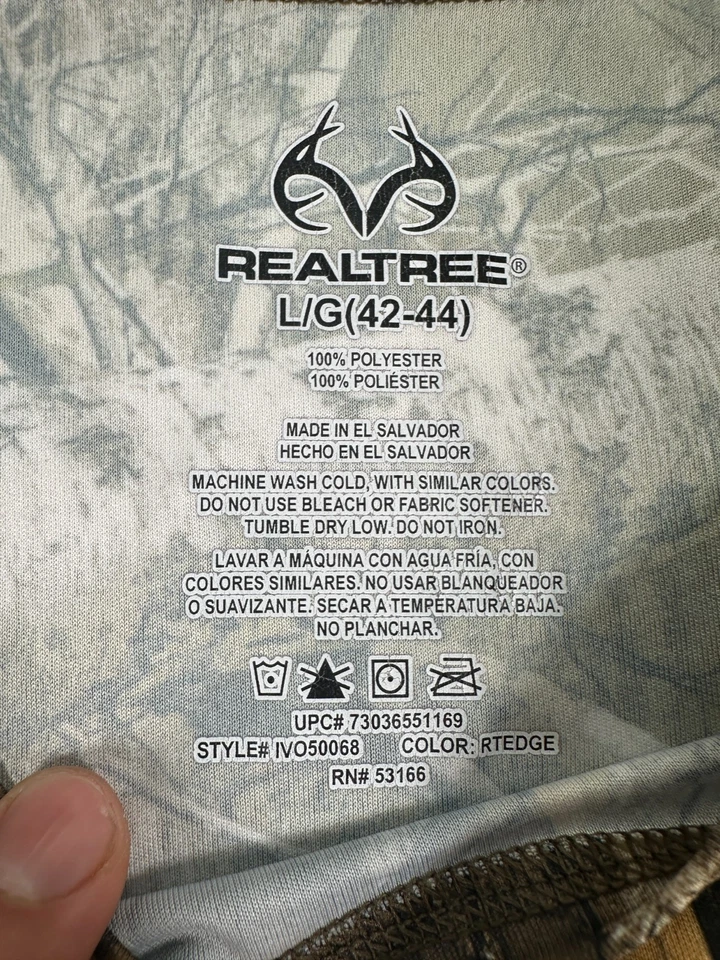 REALTREE®
L/G(42-44)
100% POLYESTER
100% POLIÉSTER
MADE IN EL SALVADOR
HECHO EN EL SALVADOR
MACHINE WASH COLD, WITH SIMILAR COLORS.
DO NOT USE BLEACH OR FABRIC SOFTENER.
TUMBLE DRY LOW. DO NOT IRON.
LAVAR A MÁQUINA CON AGUA FRÍA, CON
COLORES SIMILARES. NO USAR BLANQUEADOR
O SUAVIZANTE. SECAR A TEMPERATURA BAJA.
NO PLANCHAR.
UPC# 73036551169
STYLE# IVO50068 COLOR: RTEDGE
RN# 53166